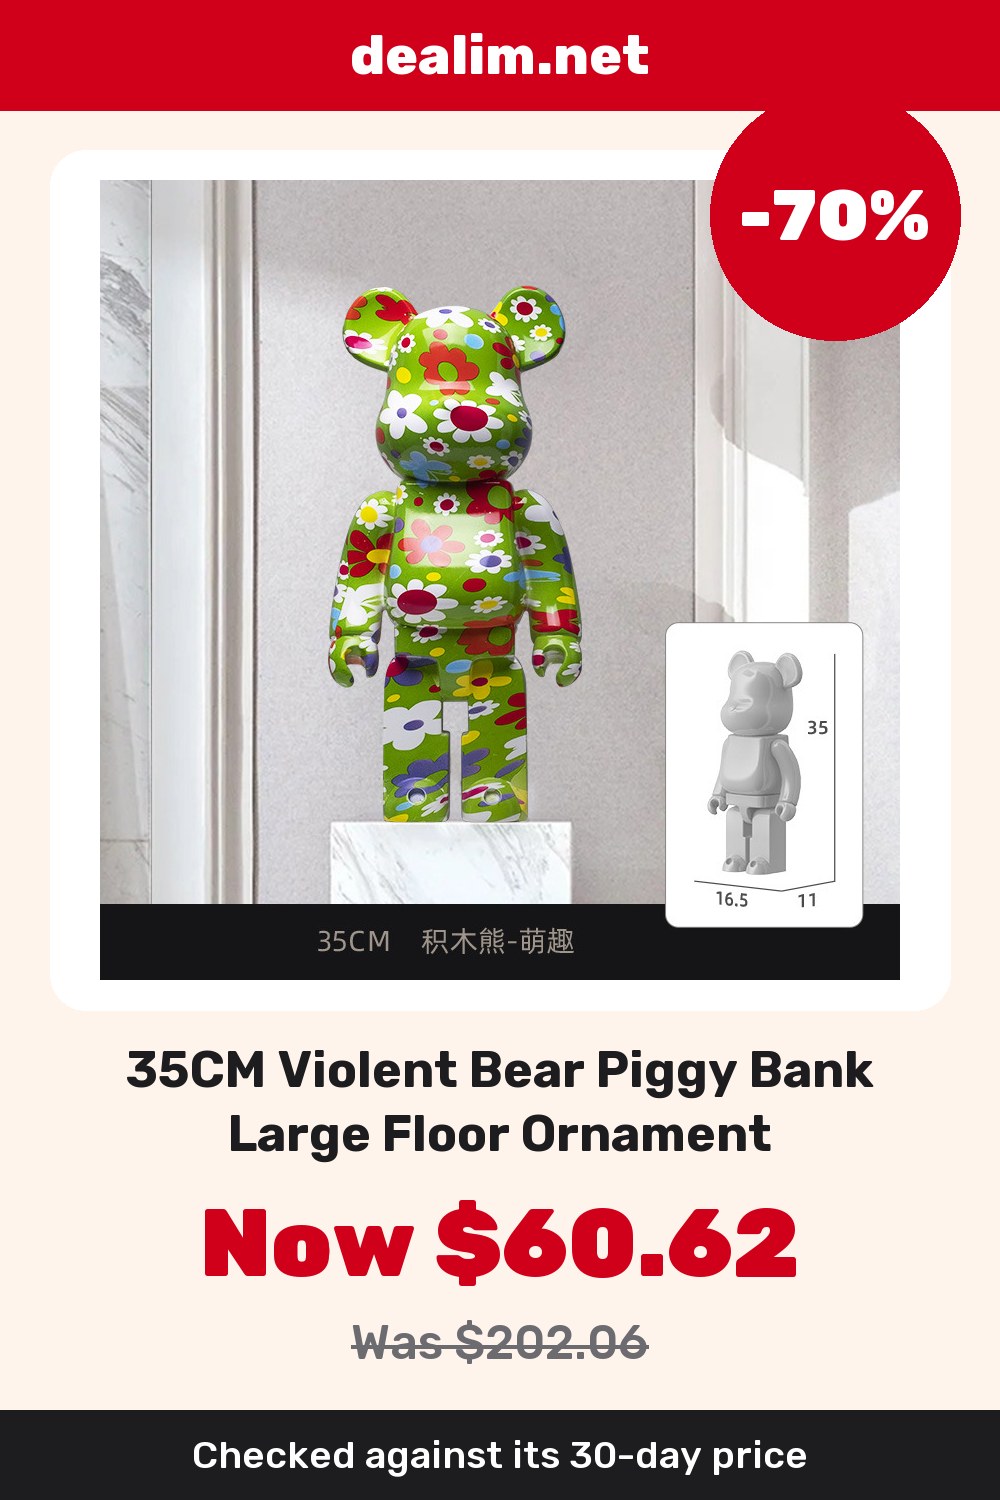 dealim.net
-70%
35
16.5
11
35CM 积木熊-萌趣
35CM Violent Bear Piggy Bank
Large Floor Ornament
Now $60.62
Was $202.06
Checked against its 30-day price